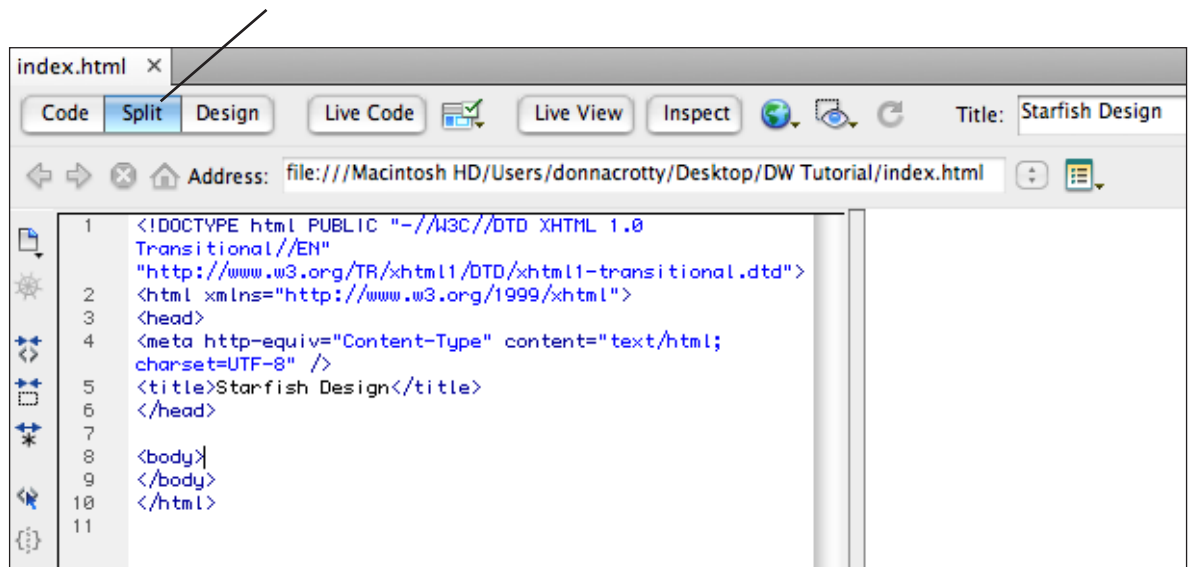 index.html ×
Code Split Design Live Code Live View Inspect Title: Starfish Design
Address: file:///Macintosh HD/Users/donnacrotty/Desktop/DW Tutorial/index.html
1 <!DOCTYPE html PUBLIC "-//W3C//DTD XHTML 1.0
Transitional//EN"
"http://www.w3.org/TR/xhtml1/DTD/xhtml1-transitional.dtd">
2 <html xmlns="http://www.w3.org/1999/xhtml">
3 <head>
4 <meta http-equiv="Content-Type" content="text/html;
charset=UTF-8" />
5 <title>Starfish Design</title>
6 </head>
7
8 <body>
9 </body>
10 </html>
11